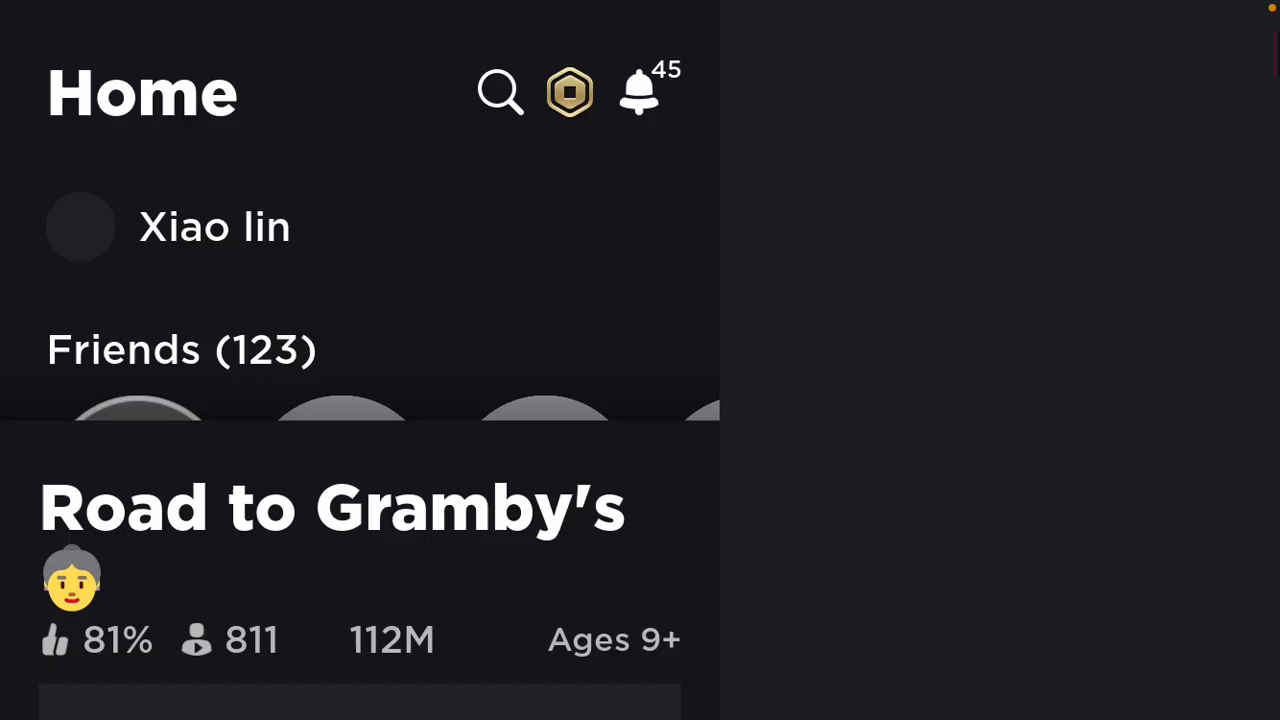 Home
45
Xiao lin
Friends (123)
Road to Gramby's
👵
81% 811 112M Ages 9+